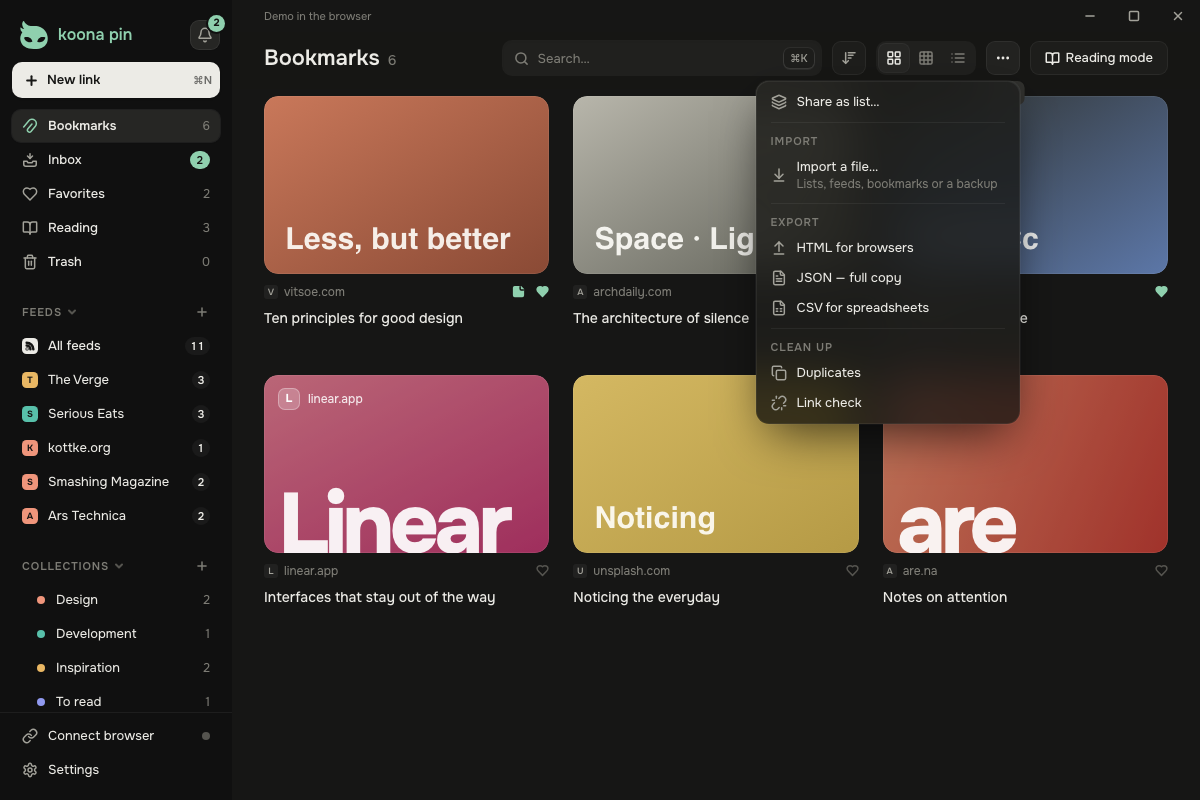 Demo in the browser
koona pin
2
New link ⌘N
Bookmarks 6
Inbox 2
Favorites 2
Reading 3
Trash 0
FEEDS
All feeds 11
T The Verge 3
S Serious Eats 3
K kottke.org 1
S Smashing Magazine 2
A Ars Technica 2
COLLECTIONS
Design 2
Development 1
Inspiration 2
To read 1
Connect browser
Settings
Bookmarks 6
Search... ⌘K
Reading mode
Share as list...
IMPORT
Import a file...
Lists, feeds, bookmarks or a backup
EXPORT
HTML for browsers
JSON – full copy
CSV for spreadsheets
CLEAN UP
Duplicates
Link check
Less, but better
V vitsoe.com
Ten principles for good design
Space · Lig
A archdaily.com
The architecture of silence
L linear.app
Linear
L linear.app
Interfaces that stay out of the way
Noticing
U unsplash.com
Noticing the everyday
are
A are.na
Notes on attention